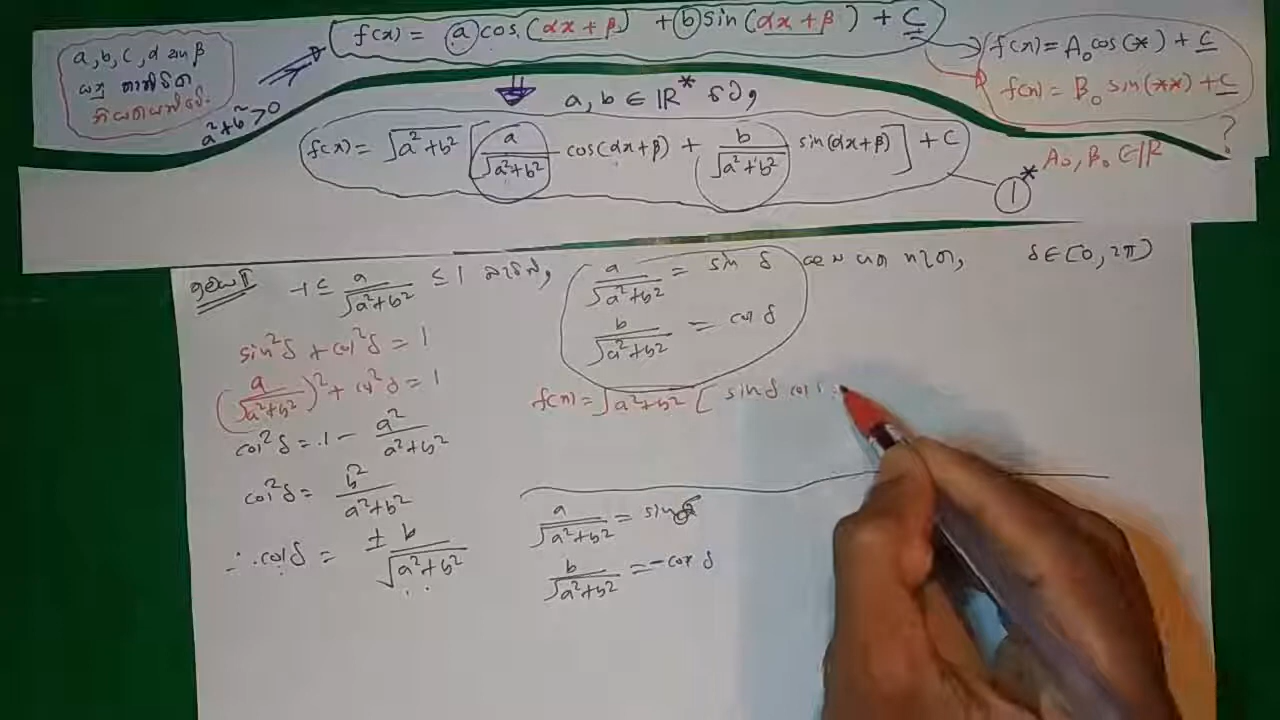 f(x) = a cos (αx + β) + b sin (αx + β) + c
a, b, c, α සහ β
යනු තාත්වික
නියතයන් වේ.
a² + b² > 0
f(x) = A₀ cos (*) + c
f(x) = B₀ sin (**) + c
?
A₀, B₀ ∈ ℝ
a, b ∈ ℝ* විට,
f(x) = √a² + b² [ a/√a² + b² cos(αx + β) + b/√a² + b² sin(αx + β) ] + C
①*
-1 ≤ a/√a² + b² ≤ 1
a/√a² + b² = sin δ
b/√a² + b² = cos δ
δ ∈ [0, 2π)
sin²δ + cos²δ = 1
(a/√a² + b²)² + cos²δ = 1
cos²δ = 1 − a²/a² + b²
cos²δ = b²/a² + b²
∴ cos δ = ± b/√a² + b²
f(x) = √a² + b² [ sin δ cos (
a/√a² + b² = sin δ
b/√a² + b² = −cos δ